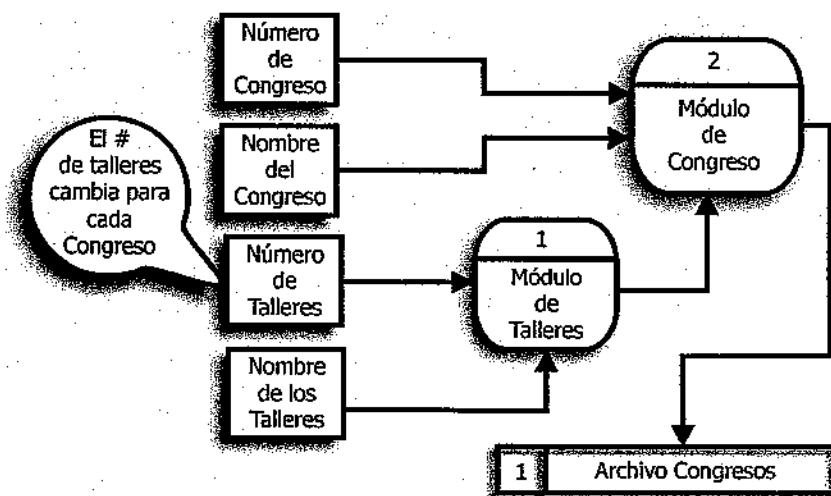 Número
de
Congreso
2
Módulo
de
Congreso
El #
de talleres
cambia para
cada
Congreso
Nombre
del
Congreso
Número
de
Talleres
1
Módulo
de
Talleres
Nombre
de los
Talleres
1 Archivo Congresos